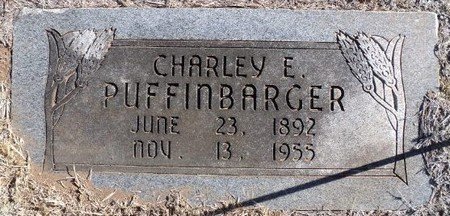 CHARLEY E.
PUFFINBARGER
JUNE 23, 1892
NOV. 13, 1955